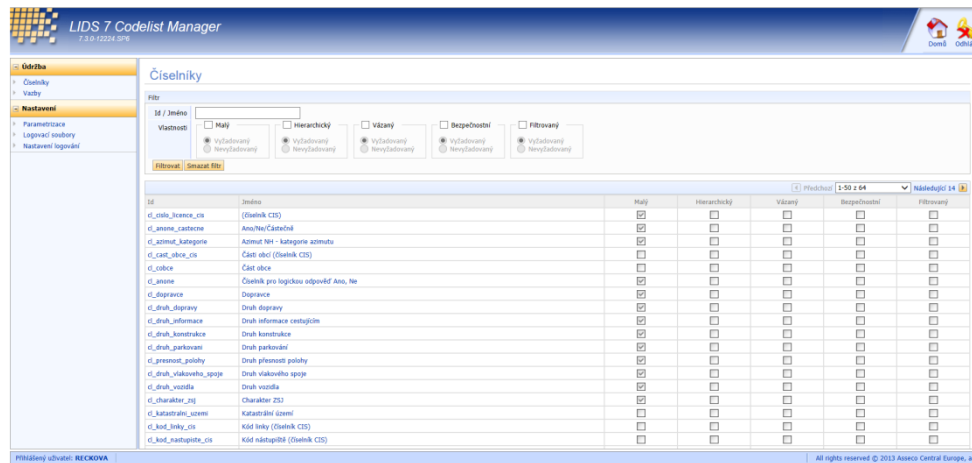 LIDS 7 Codelist Manager
7.3.0-12224.SP6
Domů Odhlá
Údržba
Číselníky
Vazby
Nastavení
Parametrizace
Logovací soubory
Nastavení logování
Číselníky
Filtr
Id / Jméno
Vlastnosti Malý Hierarchický Vázaný Bezpečnostní Filtrovaný
Vyžadovaný Vyžadovaný Vyžadovaný Vyžadovaný Vyžadovaný
Nevyžadovaný Nevyžadovaný Nevyžadovaný Nevyžadovaný Nevyžadovaný
Filtrovat Smazat filtr
Předchozí 1-50 z 64 Následující 14
Id Jméno Malý Hierarchický Vázaný Bezpečnostní Filtrovaný
cl_cislo_licence_cis (číselník CIS)
cl_anone_castecne Ano/Ne/Částečně
cl_azimut_kategorie Azimut NH - kategorie azimutu
cl_cast_obce_cis Části obcí (číselník CIS)
cl_cobce Část obce
cl_anone Číselník pro logickou odpověď Ano, Ne
cl_dopravce Dopravce
cl_druh_dopravy Druh dopravy
cl_druh_informace Druh informace cestujícím
cl_druh_konstrukce Druh konstrukce
cl_druh_parkovani Druh parkování
cl_presnost_polohy Druh přesnosti polohy
cl_druh_vlakoveho_spoje Druh vlakového spoje
cl_druh_vozidla Druh vozidla
cl_charakter_zsj Charakter ZSJ
cl_katastralni_uzemi Katastrální území
cl_kod_linky_cis Kód linky (číselník CIS)
cl_kod_nastupiste_cis Kód nástupiště (číselník CIS)
Přihlášený uživatel: RECKOVA All rights reserved © 2013 Asseco Central Europe, a